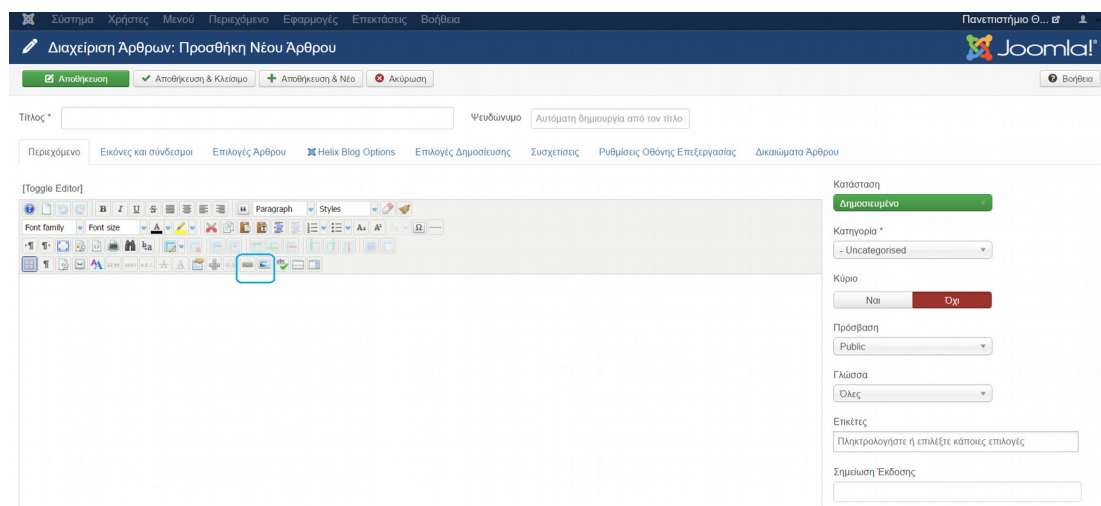 Σύστημα Χρήστες Μενού Περιεχόμενο Εφαρμογές Επεκτάσεις Βοήθεια Πανεπιστήμιο Θ...
Διαχείριση Άρθρων: Προσθήκη Νέου Άρθρου Joomla!
Αποθήκευση Αποθήκευση & Κλείσιμο Αποθήκευση & Νέο Ακύρωση Βοήθεια
Τίτλος * Ψευδώνυμο Αυτόματη δημιουργία από τον τίτλο
Περιεχόμενο Εικόνες και σύνδεσμοι Επιλογές Άρθρου Helix Blog Options Επιλογές Δημοσίευσης Συσχετίσεις Ρυθμίσεις Οθόνης Επεξεργασίας Δικαιώματα Άρθρου
[Toggle Editor]
Paragraph Styles
Font family Font size
Κατάσταση
Δημοσιευμένο
Κατηγορία *
- Uncategorised
Κύριο
Ναι Όχι
Πρόσβαση
Public
Γλώσσα
Όλες
Ετικέτες
Πληκτρολογήστε ή επιλέξτε κάποιες επιλογές
Σημείωση Έκδοσης